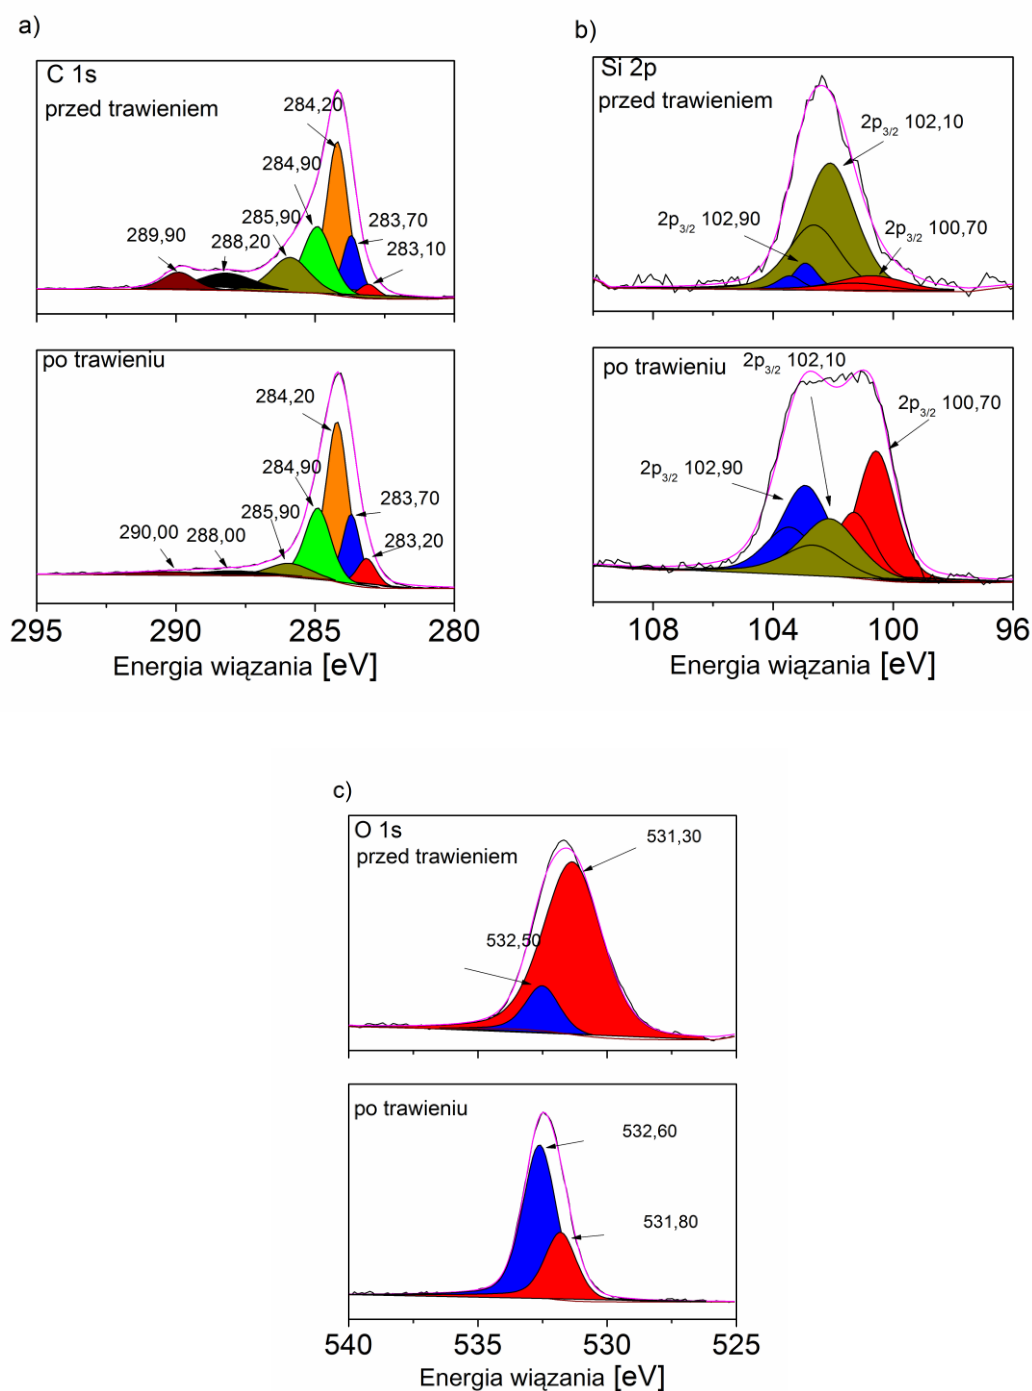 a)
C 1s
przed trawieniem
284,20
284,90
285,90
289,90
288,20
283,70
283,10
po trawieniu
284,20
284,90
285,90
290,00
288,00
283,70
283,20
295
290
285
280
Energia wiązania [eV]
b)
Si 2p
przed trawieniem
2p3/2 102,10
2p3/2 102,90
2p3/2 100,70
po trawieniu
2p3/2 102,10
2p3/2 100,70
2p3/2 102,90
108
104
100
96
Energia wiązania [eV]
c)
O 1s
przed trawieniem
531,30
532,50
po trawieniu
532,60
531,80
540
535
530
525
Energia wiązania [eV]